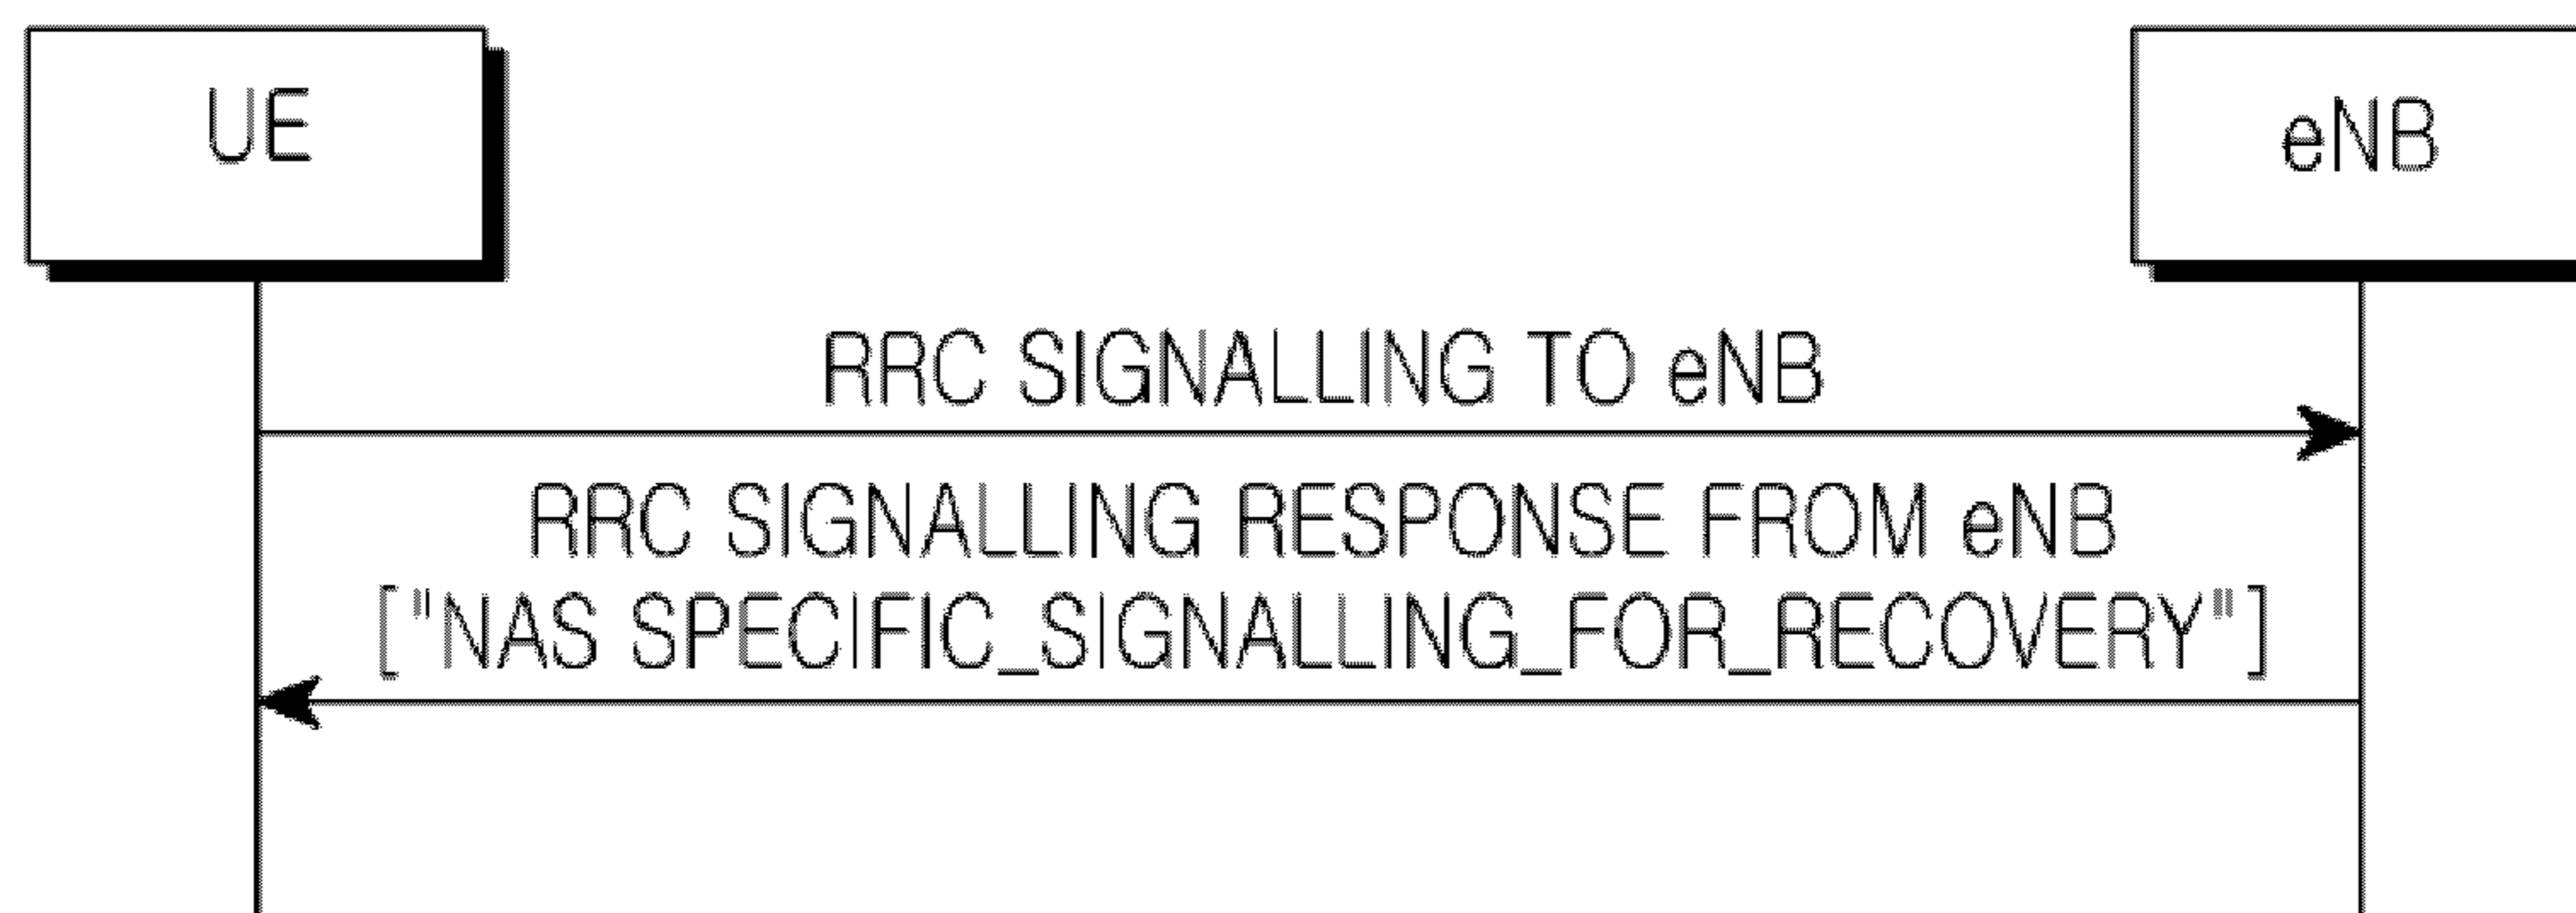 UE
eNB
RRC SIGNALLING TO eNB
RRC SIGNALLING RESPONSE FROM eNB
["NAS SPECIFIC_SIGNALLING_FOR_RECOVERY"]